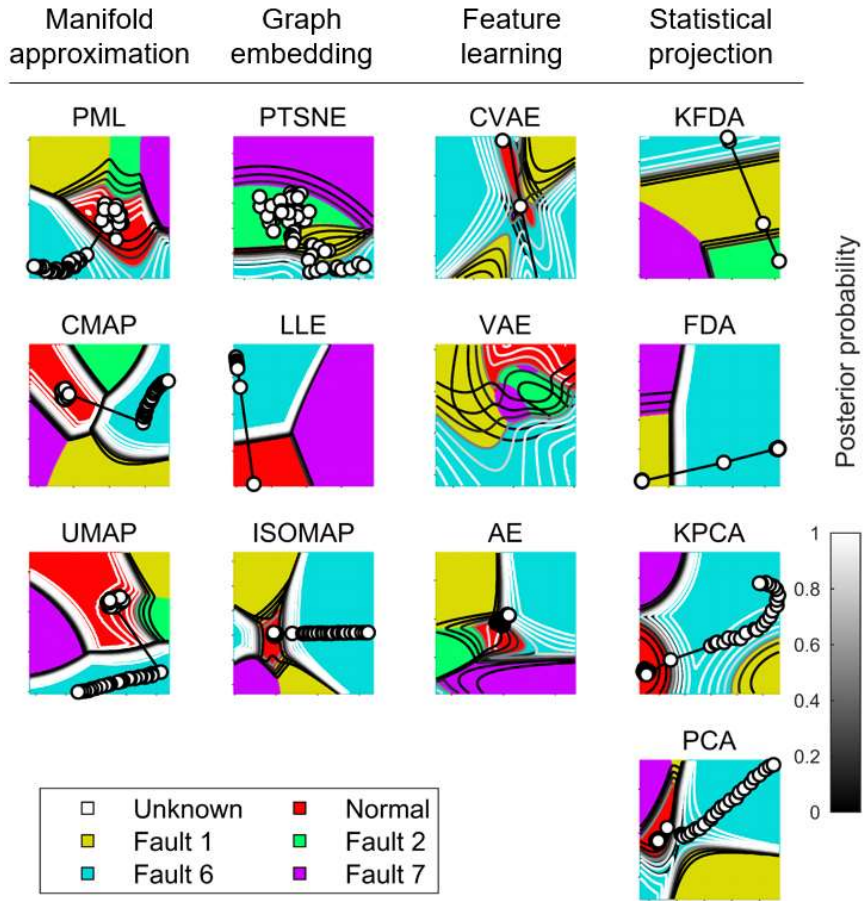 Manifold Graph Feature Statistical
approximation embedding learning projection
PML PTSNE CVAE KFDA
CMAP LLE VAE FDA
UMAP ISOMAP AE KPCA
PCA
Posterior probability
1
0.8
0.6
0.4
0.2
0
Unknown Normal
Fault 1 Fault 2
Fault 6 Fault 7